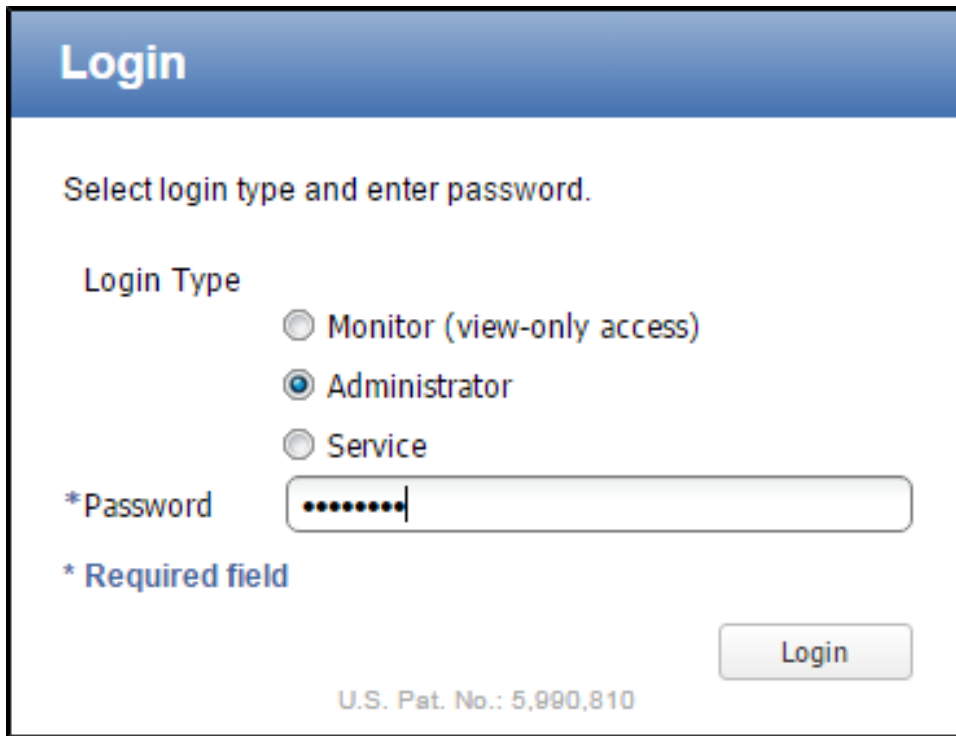 Login
Select login type and enter password.
Login Type
Monitor (view-only access)
Administrator
Service
*Password ••••••••
* Required field
Login
U.S. Pat. No.: 5,990,810